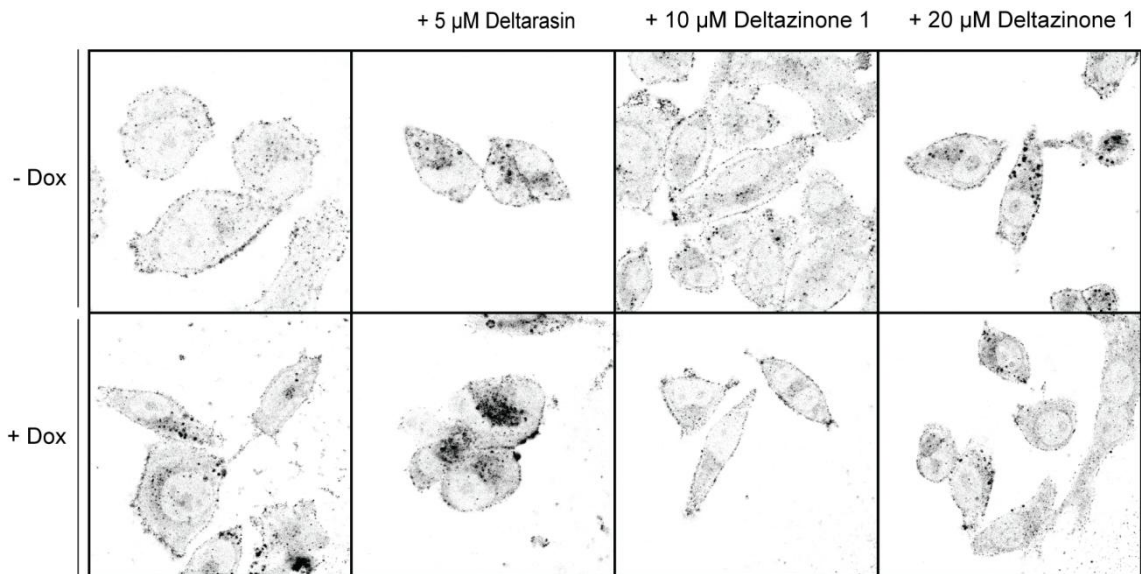 + 5 µM Deltarasin + 10 µM Deltazinone 1 + 20 µM Deltazinone 1
- Dox
+ Dox